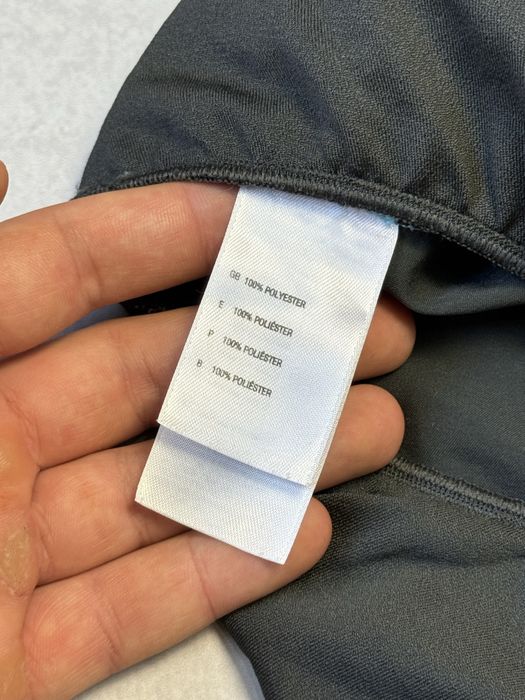 GB 100% POLYESTER
E 100% POLIÉSTER
P 100% POLIÉSTER
B 100% POLIÉSTER